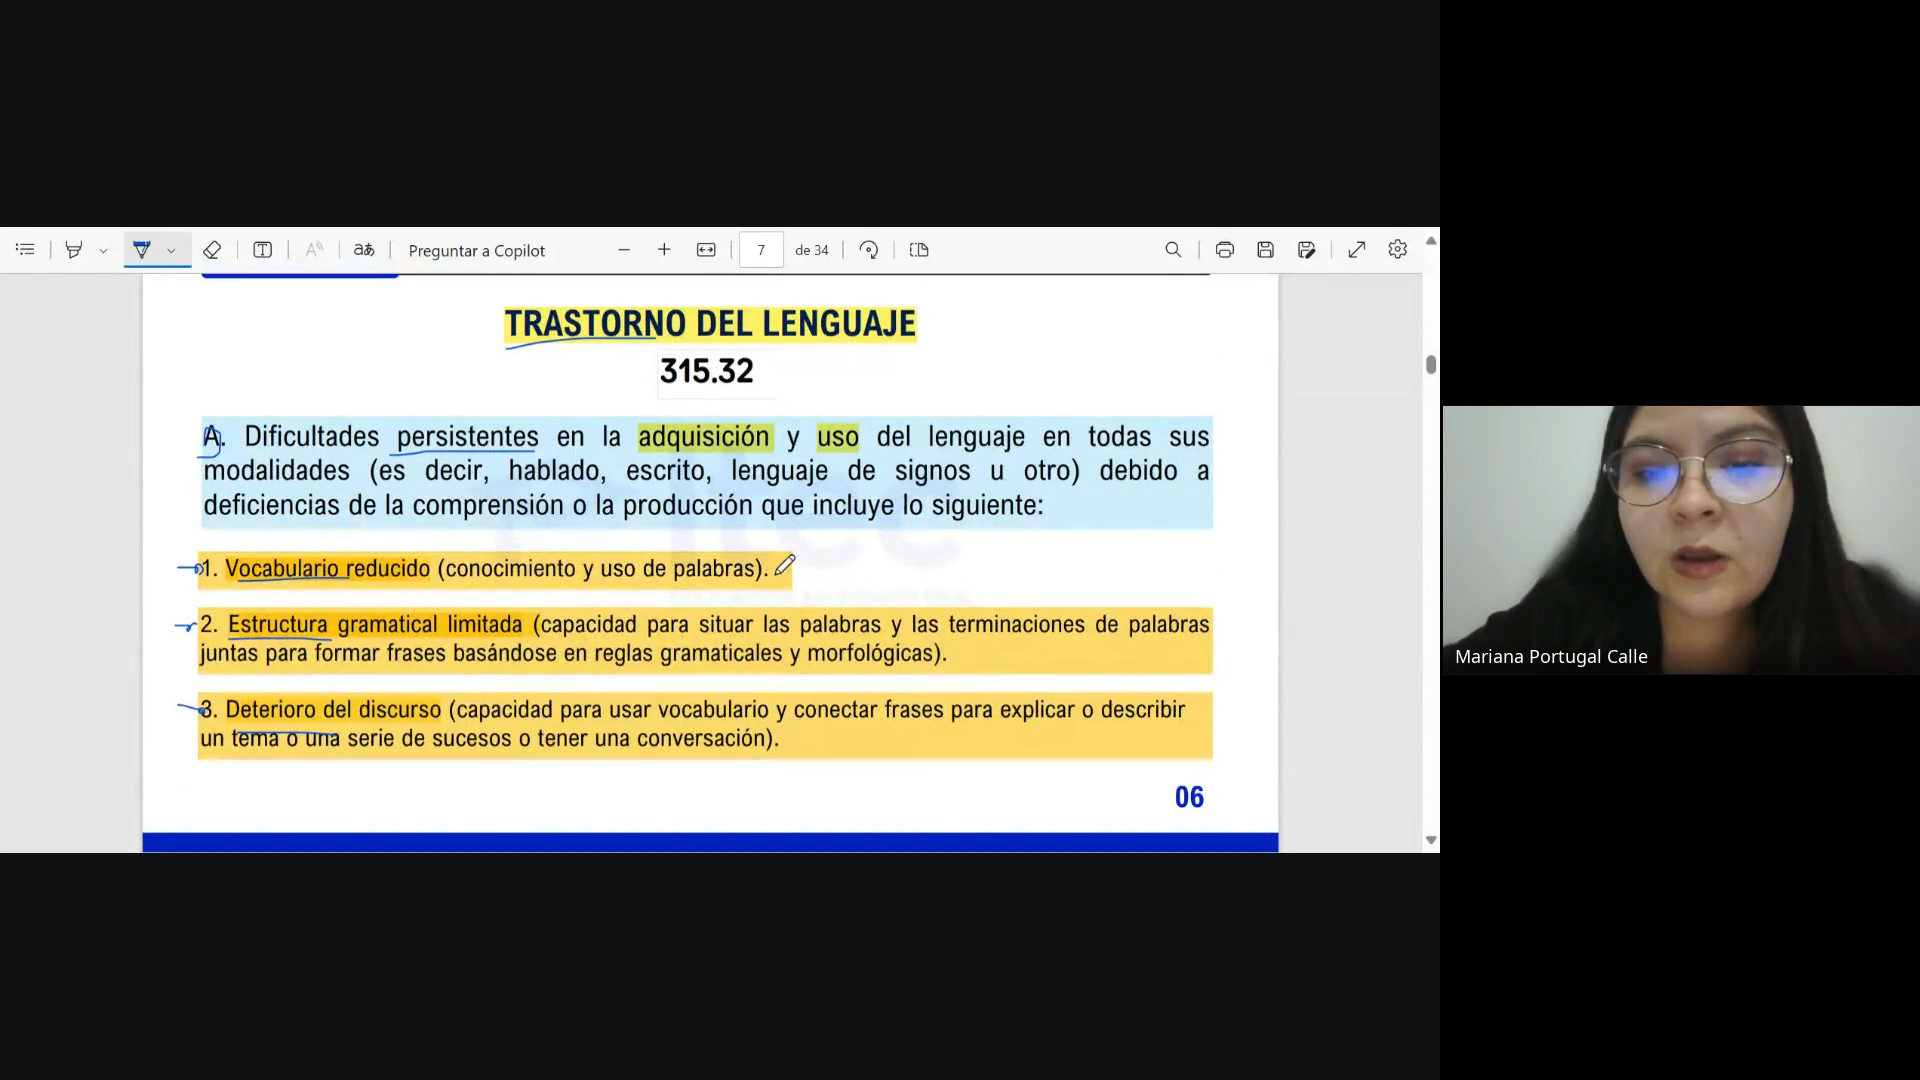 Preguntar a Copilot
7 de 34
TRASTORNO DEL LENGUAJE
315.32
A. Dificultades persistentes en la adquisición y uso del lenguaje en todas sus
modalidades (es decir, hablado, escrito, lenguaje de signos u otro) debido a
deficiencias de la comprensión o la producción que incluye lo siguiente:
1. Vocabulario reducido (conocimiento y uso de palabras).
2. Estructura gramatical limitada (capacidad para situar las palabras y las terminaciones de palabras
juntas para formar frases basándose en reglas gramaticales y morfológicas).
3. Deterioro del discurso (capacidad para usar vocabulario y conectar frases para explicar o describir
un tema o una serie de sucesos o tener una conversación).
06
Mariana Portugal Calle